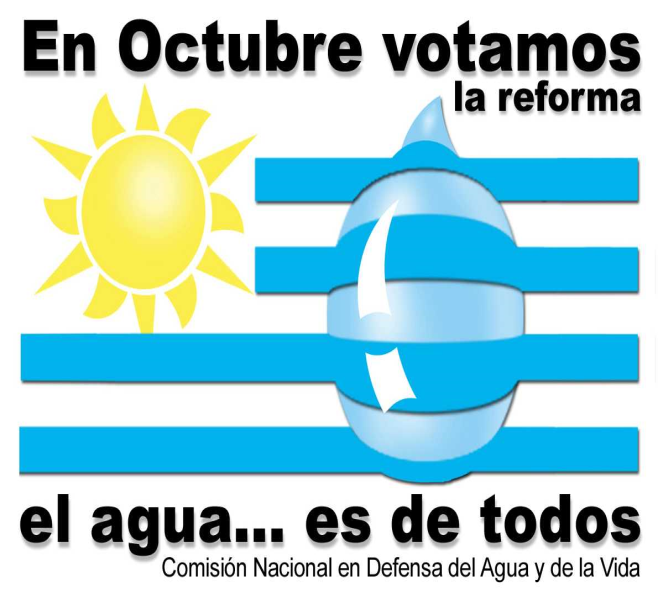 En Octubre votamos
la reforma
el agua... es de todos
Comisión Nacional en Defensa del Agua y de la Vida